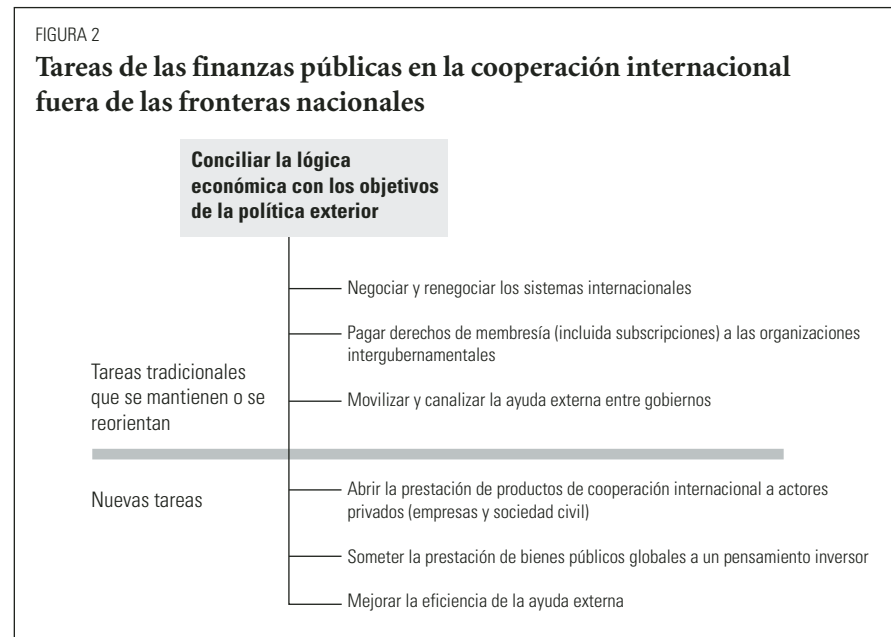 FIGURA 2
Tareas de las finanzas públicas en la cooperación internacional
fuera de las fronteras nacionales
Conciliar la lógica
económica con los objetivos
de la política exterior
Negociar y renegociar los sistemas internacionales
Pagar derechos de membresía (incluida subscripciones) a las organizaciones
intergubernamentales
Tareas tradicionales
que se mantienen o se
reorientan
Movilizar y canalizar la ayuda externa entre gobiernos
Nuevas tareas
Abrir la prestación de productos de cooperación internacional a actores
privados (empresas y sociedad civil)
Someter la prestación de bienes públicos globales a un pensamiento inversor
Mejorar la eficiencia de la ayuda externa